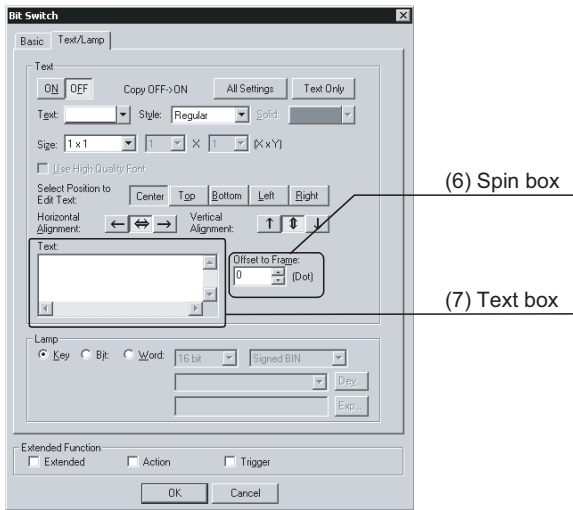 Bit Switch
Basic Text/Lamp
Text
ON OFF Copy OFF->ON All Settings Text Only
Text: Style: Regular Solid:
Size: 1 x 1 1 X 1 (X x Y)
Use High Quality Font
Select Position to
Edit Text: Center Top Bottom Left Right
Horizontal
Alignment: ← ⇔ → Vertical
Alignment: ↑ ⇕ ↓
Text:
Offset to Frame:
0 (Dot)
(6) Spin box
(7) Text box
Lamp
Key Bit: Word: 16 bit Signed BIN
Dev...
Exp...
Extended Function
Extended Action Trigger
OK Cancel